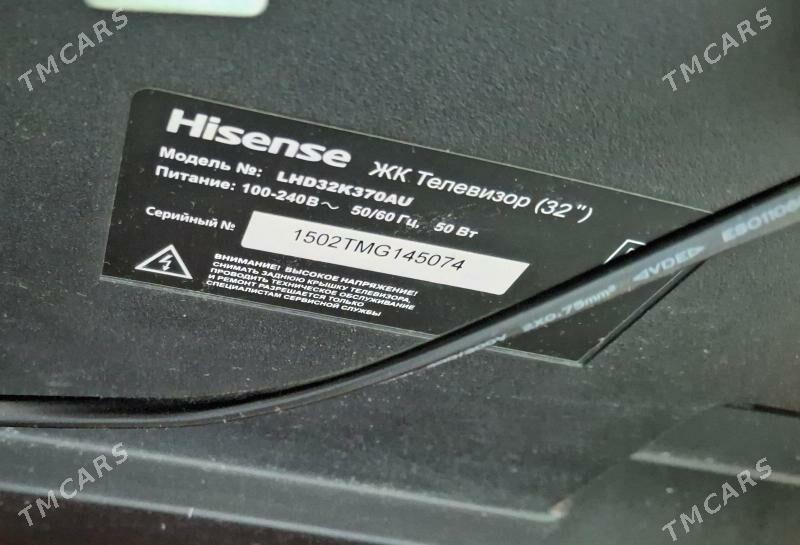 TMCARS
TMCARS
Hisense ЖК Телевизор (32")
Модель №: LHD32K370AU
Питание: 100-240В~ 50/60 Гц, 50 Вт
Серийный № 1502TMG145074
ВНИМАНИЕ! ВЫСОКОЕ НАПРЯЖЕНИЕ!
СНИМАТЬ ЗАДНЮЮ КРЫШКУ ТЕЛЕВИЗОРА,
ПРОВОДИТЬ ТЕХНИЧЕСКОЕ ОБСЛУЖИВАНИЕ
И РЕМОНТ РАЗРЕШАЕТСЯ ТОЛЬКО
СПЕЦИАЛИСТАМ СЕРВИСНОЙ СЛУЖБЫ
2X0.75mm² VDE
TMCARS
TMCARS